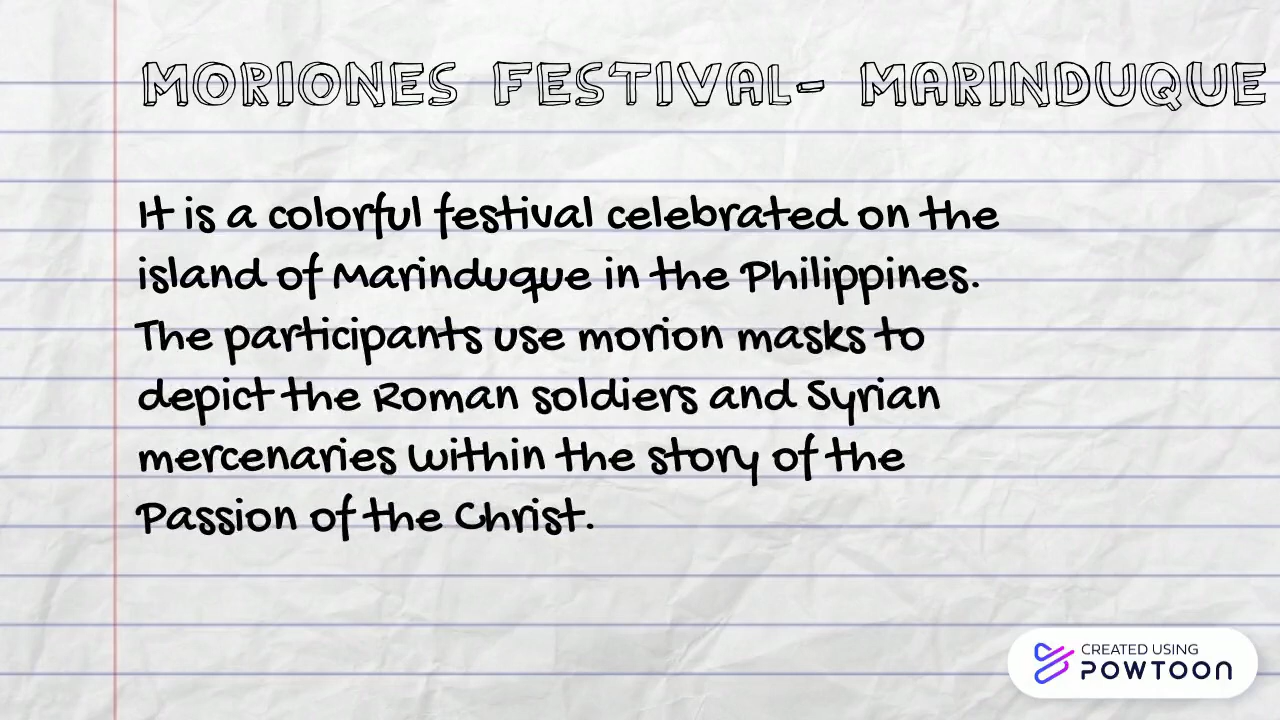 MORIONES FESTIVAL- MARINDUQUE
It is a colorful festival celebrated on the
island of Marinduque in the Philippines.
The participants use morion masks to
depict the Roman soldiers and Syrian
mercenaries within the story of the
Passion of the Christ.
CREATED USING
POWTOON